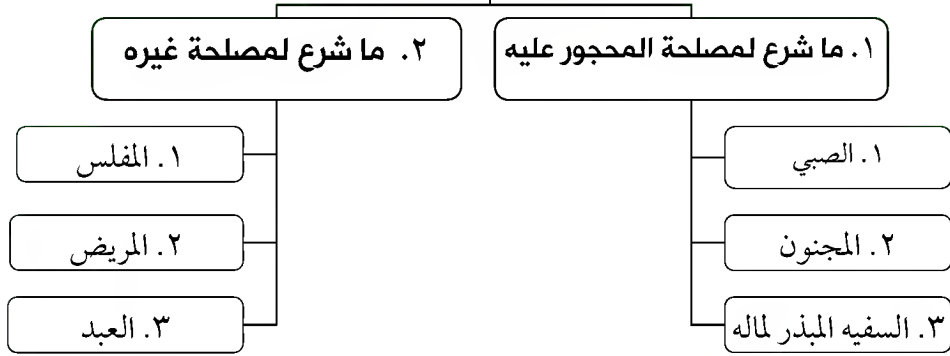 ١. ما شرع لمصلحة المحجور عليه
١. الصبي
٢. المجنون
٣. السفيه المبذر لماله
٢. ما شرع لمصلحة غيره
١. المفلس
٢. المريض
٣. العبد